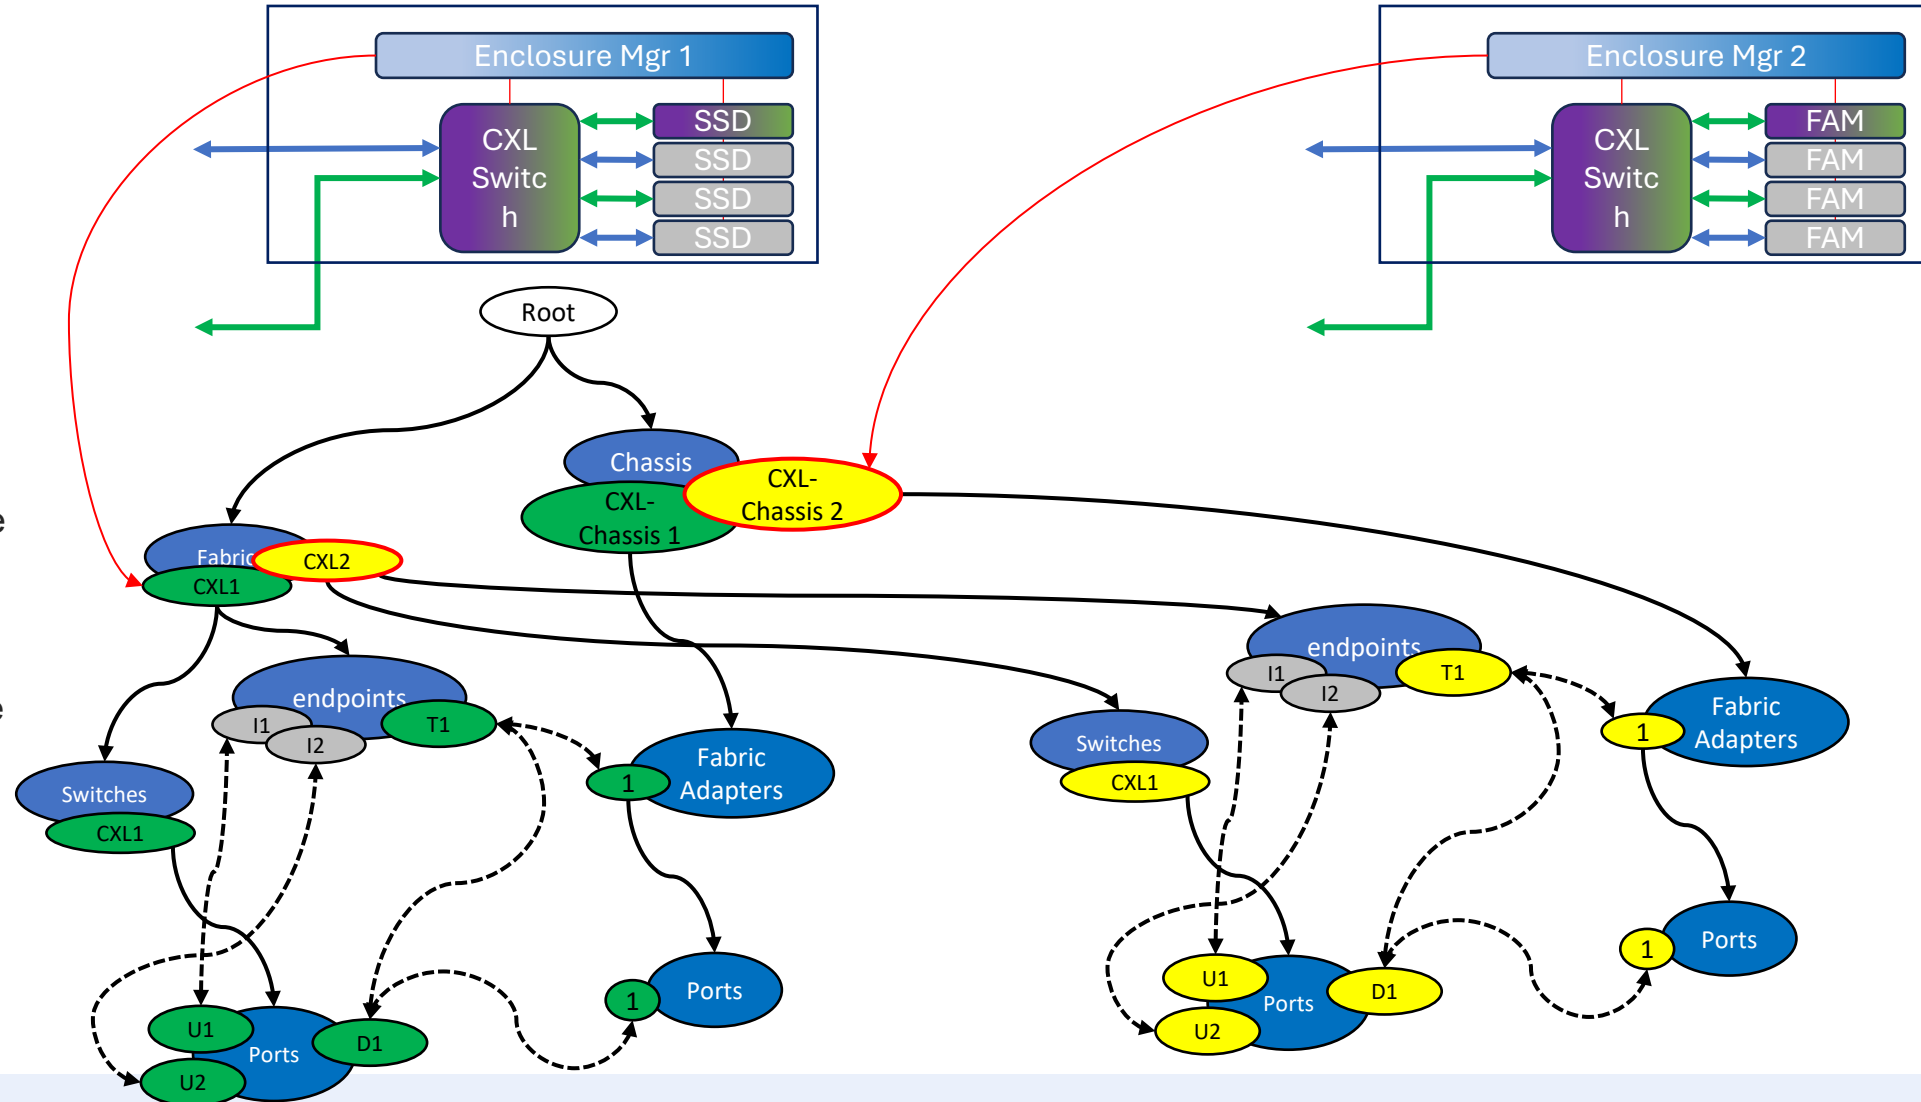 Enclosure Mgr 1
CXL
Switc
h
SSD
SSD
SSD
SSD
Enclosure Mgr 2
CXL
Switc
h
FAM
FAM
FAM
FAM
Root
Chassis
CXL-
Chassis 1
CXL-
Chassis 2
e
Fabric
CXL2
CXL1
e
endpoints
I1
I2
T1
Switches
CXL1
Fabric
Adapters
1
Ports
1
U1
Ports
D1
U2
endpoints
I1
I2
T1
Switches
CXL1
Fabric
Adapters
1
Ports
1
U1
Ports
D1
U2